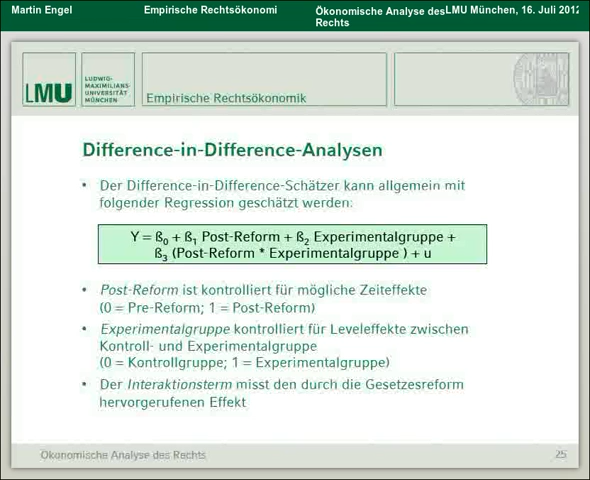 Martin Engel
Empirische Rechtsökonomi
Ökonomische Analyse des
Rechts
LMU München, 16. Juli 2012
LMU
LUDWIG-
MAXIMILIANS-
UNIVERSITÄT
MÜNCHEN
Empirische Rechtsökonomik
Difference-in-Difference-Analysen
• Der Difference-in-Difference-Schätzer kann allgemein mit
folgender Regression geschätzt werden:
Y = ß₀ + ß₁ Post-Reform + ß₂ Experimentalgruppe +
ß₃ (Post-Reform * Experimentalgruppe ) + u
• Post-Reform ist kontrolliert für mögliche Zeiteffekte
(0 = Pre-Reform; 1 = Post-Reform)
• Experimentalgruppe kontrolliert für Leveleffekte zwischen
Kontroll- und Experimentalgruppe
(0 = Kontrollgruppe; 1 = Experimentalgruppe)
• Der Interaktionsterm misst den durch die Gesetzesreform
hervorgerufenen Effekt
Ökonomische Analyse des Rechts
25